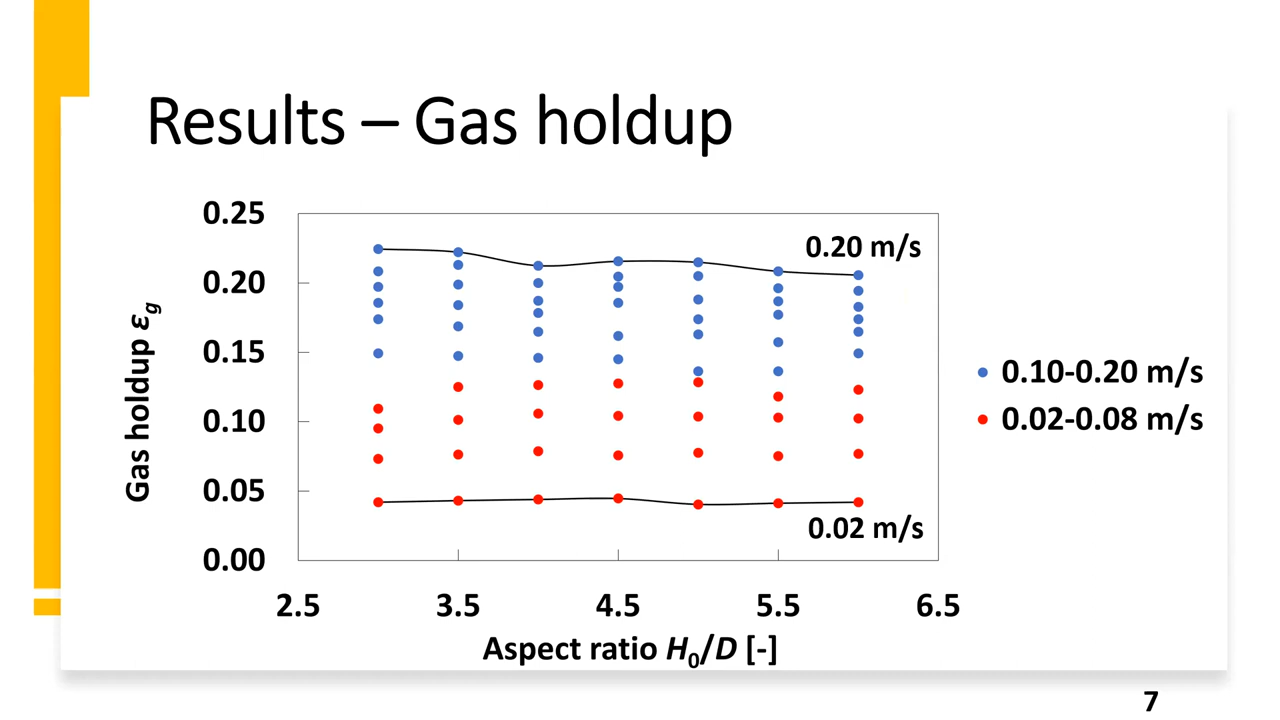 Results – Gas holdup
0.25
0.20
0.15
0.10
0.05
0.00
Gas holdup εg
0.20 m/s
0.02 m/s
0.10-0.20 m/s
0.02-0.08 m/s
2.5 3.5 4.5 5.5 6.5
Aspect ratio H0/D [-]
7